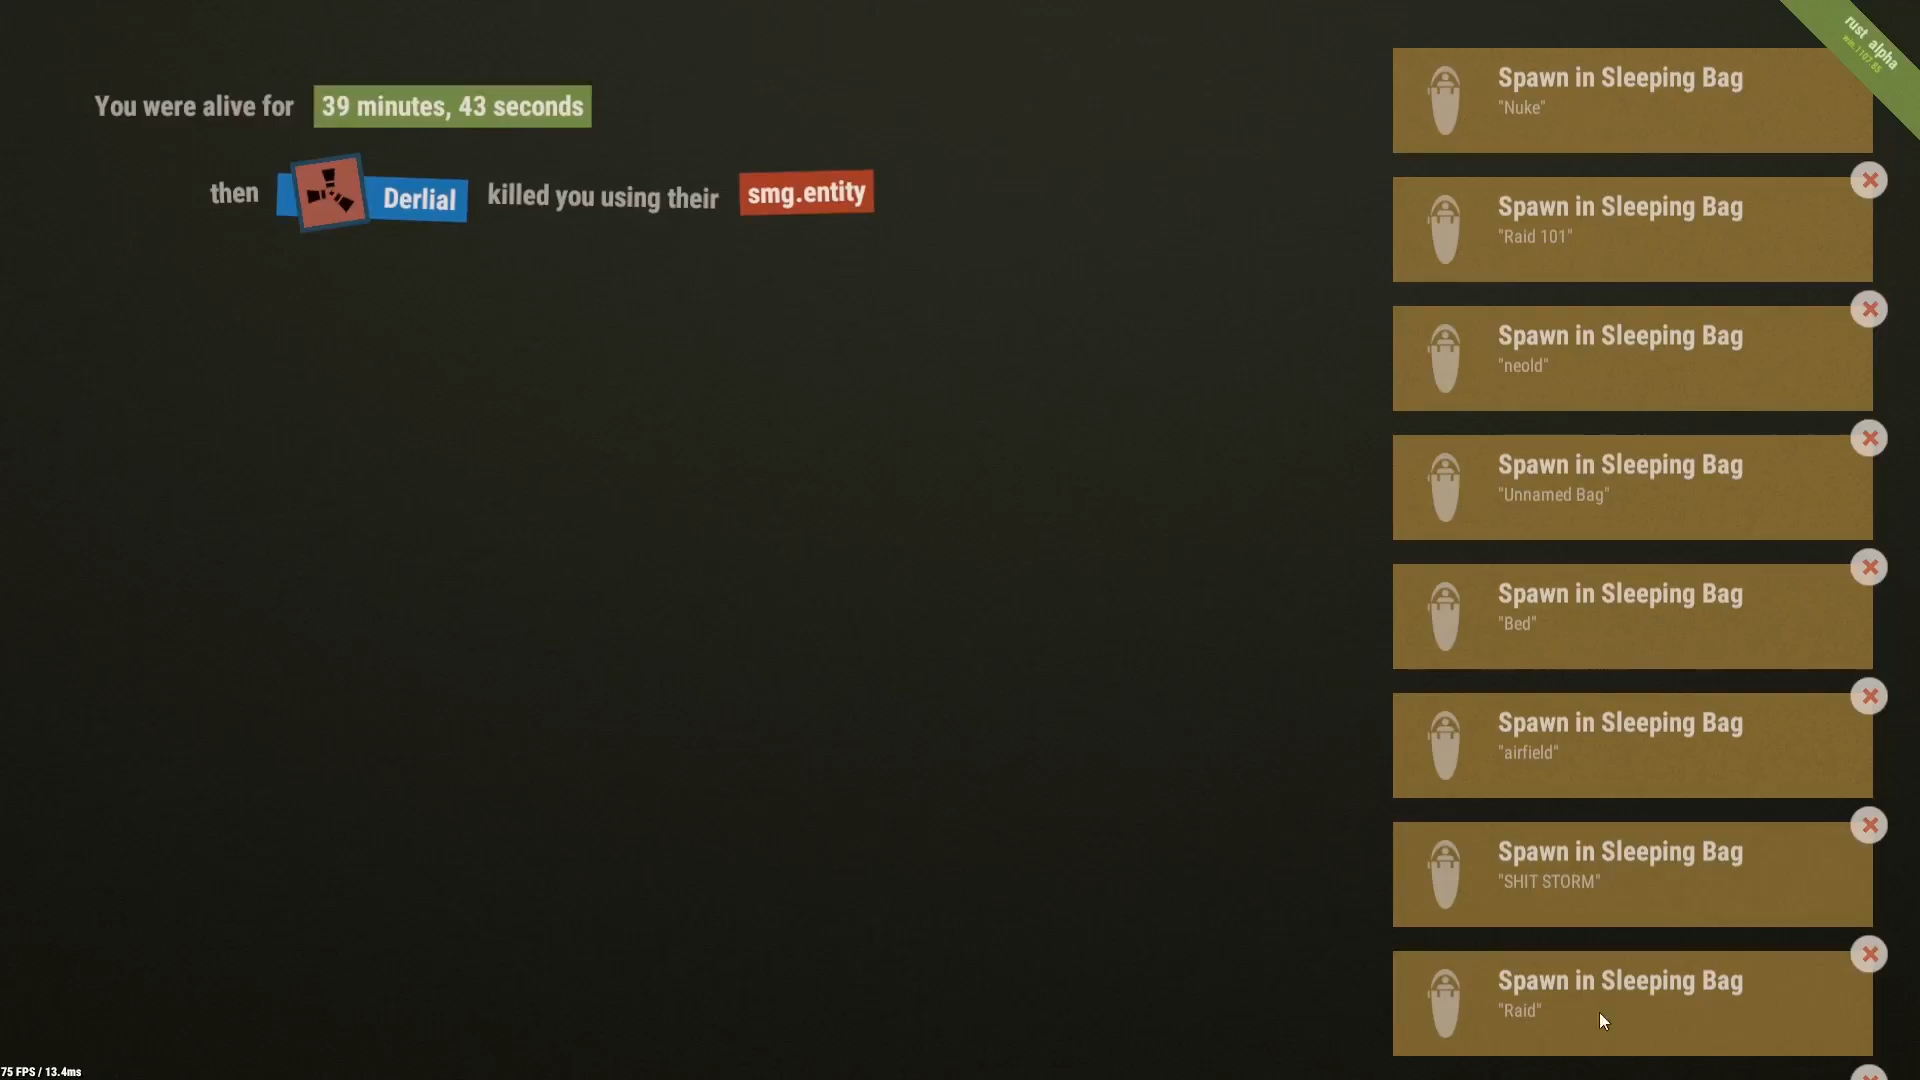 You were alive for 39 minutes, 43 seconds
then Derlial killed you using their smg.entity
Spawn in Sleeping Bag
"Nuke"
Spawn in Sleeping Bag
"Raid 101"
Spawn in Sleeping Bag
"neold"
Spawn in Sleeping Bag
"Unnamed Bag"
Spawn in Sleeping Bag
"Bed"
Spawn in Sleeping Bag
"airfield"
Spawn in Sleeping Bag
"SHIT STORM"
Spawn in Sleeping Bag
"Raid"
rust alpha
75 FPS / 13.4ms